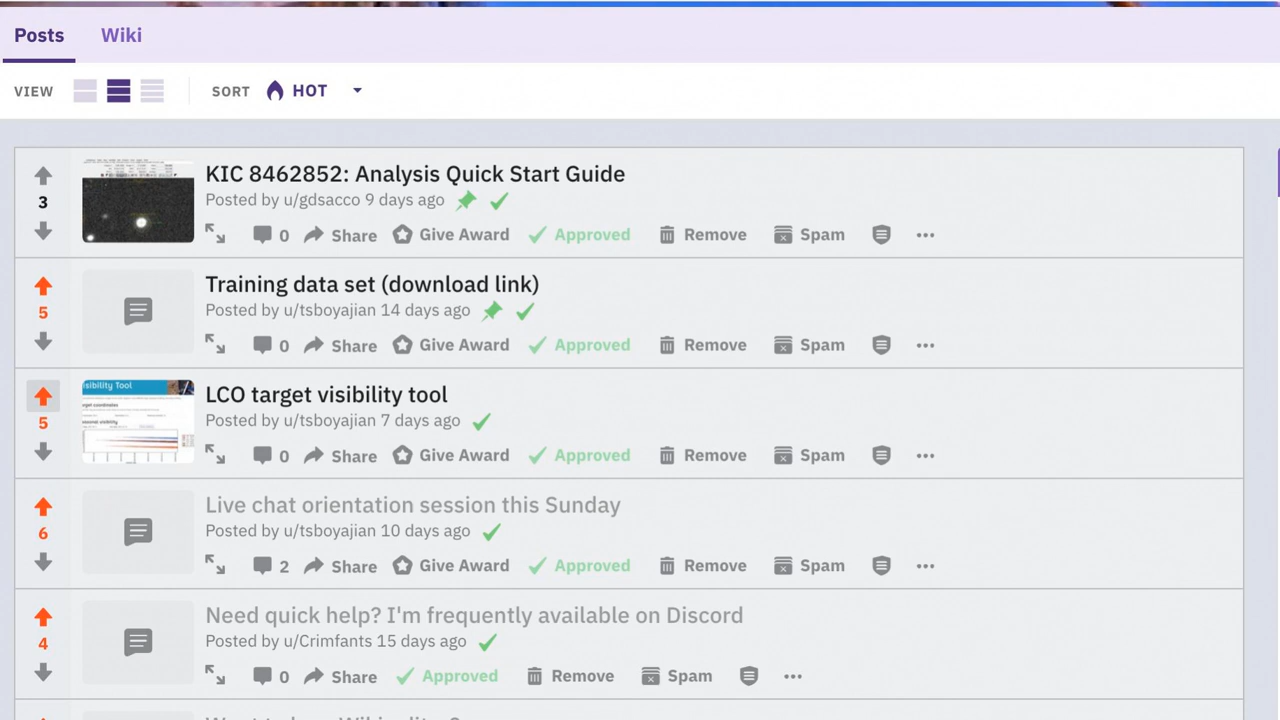 Posts Wiki
VIEW SORT HOT
KIC 8462852: Analysis Quick Start Guide
3
Posted by u/gdsacco 9 days ago
0 Share Give Award Approved Remove Spam
Training data set (download link)
5
Posted by u/tsboyajian 14 days ago
0 Share Give Award Approved Remove Spam
isibility Tool
LCO target visibility tool
5
Posted by u/tsboyajian 7 days ago
0 Share Give Award Approved Remove Spam
Live chat orientation session this Sunday
6
Posted by u/tsboyajian 10 days ago
2 Share Give Award Approved Remove Spam
Need quick help? I'm frequently available on Discord
4
Posted by u/Crimfants 15 days ago
0 Share Approved Remove Spam